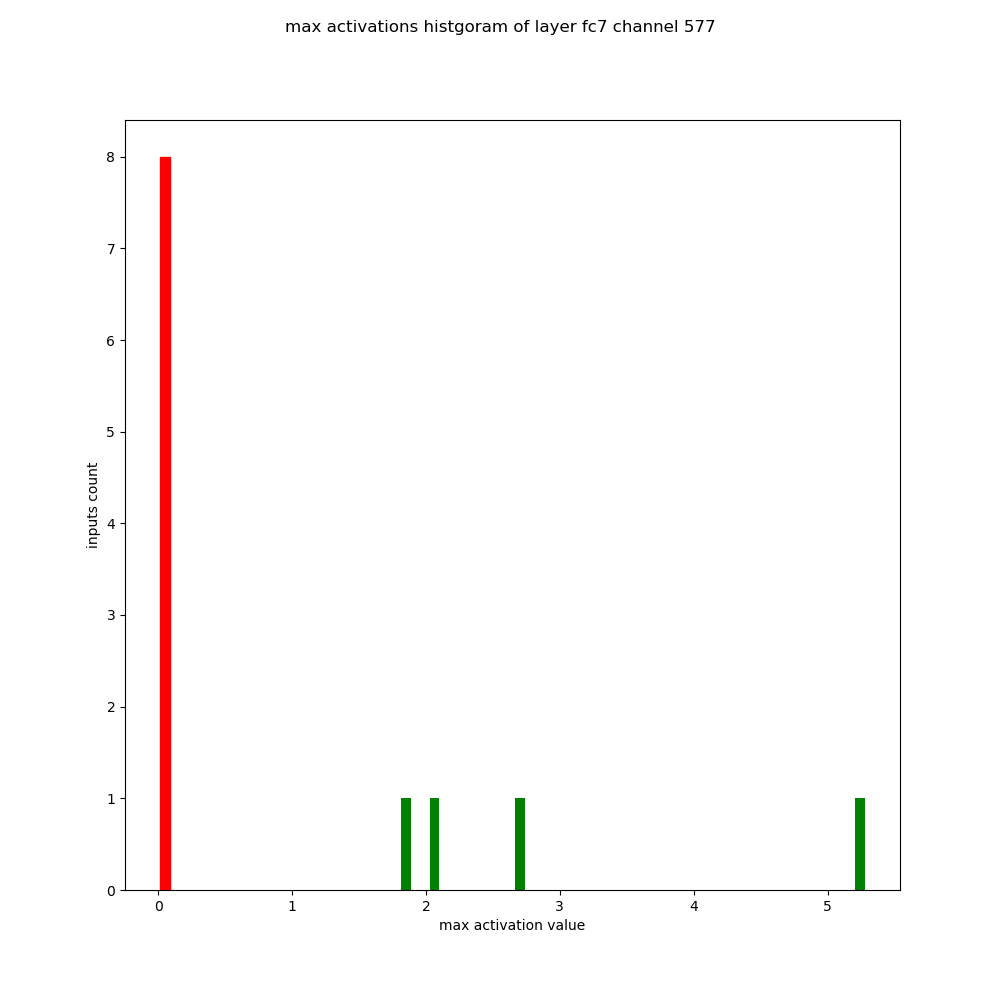 max activations histgoram of layer fc7 channel 577
8
7
6
5
4
3
2
1
0
inputs count
0 1 2 3 4 5
max activation value